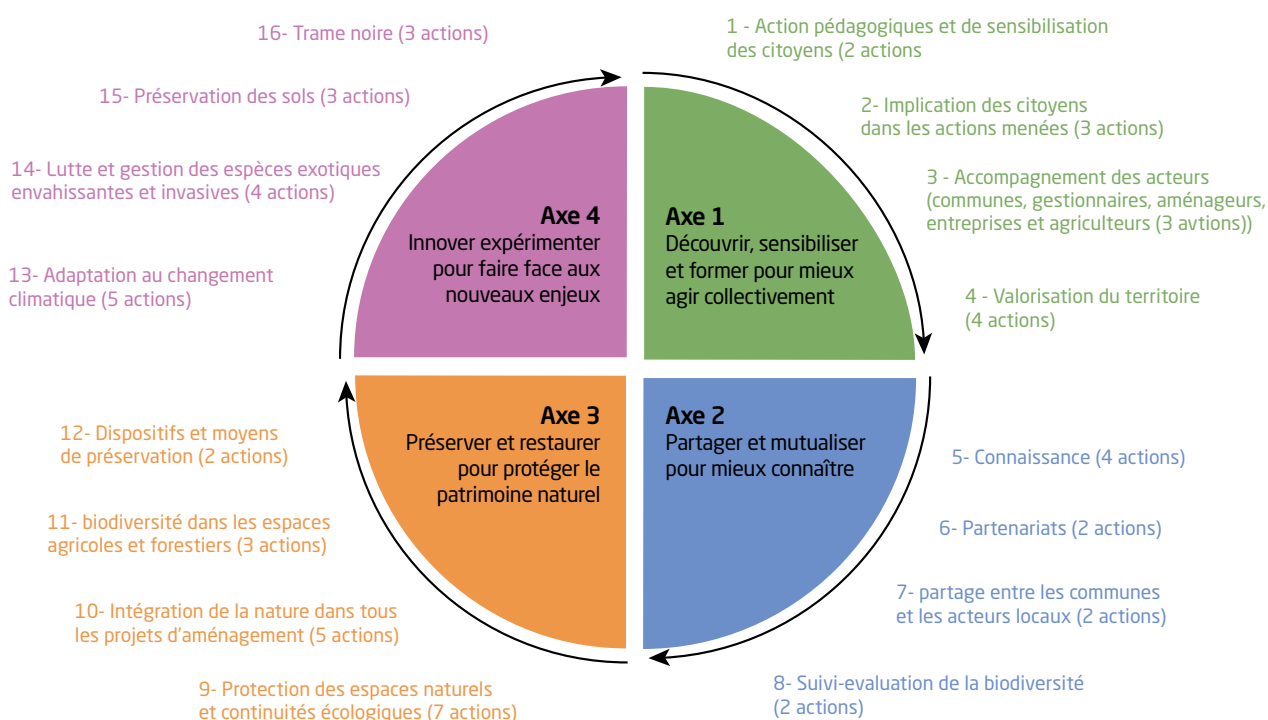 16- Trame noire (3 actions)
15- Préservation des sols (3 actions)
14- Lutte et gestion des espèces exotiques
envahissantes et invasives (4 actions)
13- Adaptation au changement
climatique (5 actions)
1 - Action pédagogiques et de sensibilisation
des citoyens (2 actions
2- Implication des citoyens
dans les actions menées (3 actions)
3 - Accompagnement des acteurs
(communes, gestionnaires, aménageurs,
entreprises et agriculteurs (3 avtions))
4 - Valorisation du territoire
(4 actions)
Axe 4
Innover expérimenter
pour faire face aux
nouveaux enjeux
Axe 1
Découvrir, sensibiliser
et former pour mieux
agir collectivement
Axe 3
Préserver et restaurer
pour protéger le
patrimoine naturel
Axe 2
Partager et mutualiser
pour mieux connaître
12- Dispositifs et moyens
de préservation (2 actions)
11- biodiversité dans les espaces
agricoles et forestiers (3 actions)
10- Intégration de la nature dans tous
les projets d'aménagement (5 actions)
9- Protection des espaces naturels
et continuités écologiques (7 actions)
5- Connaissance (4 actions)
6- Partenariats (2 actions)
7- partage entre les communes
et les acteurs locaux (2 actions)
8- Suivi-evaluation de la biodiversité
(2 actions)